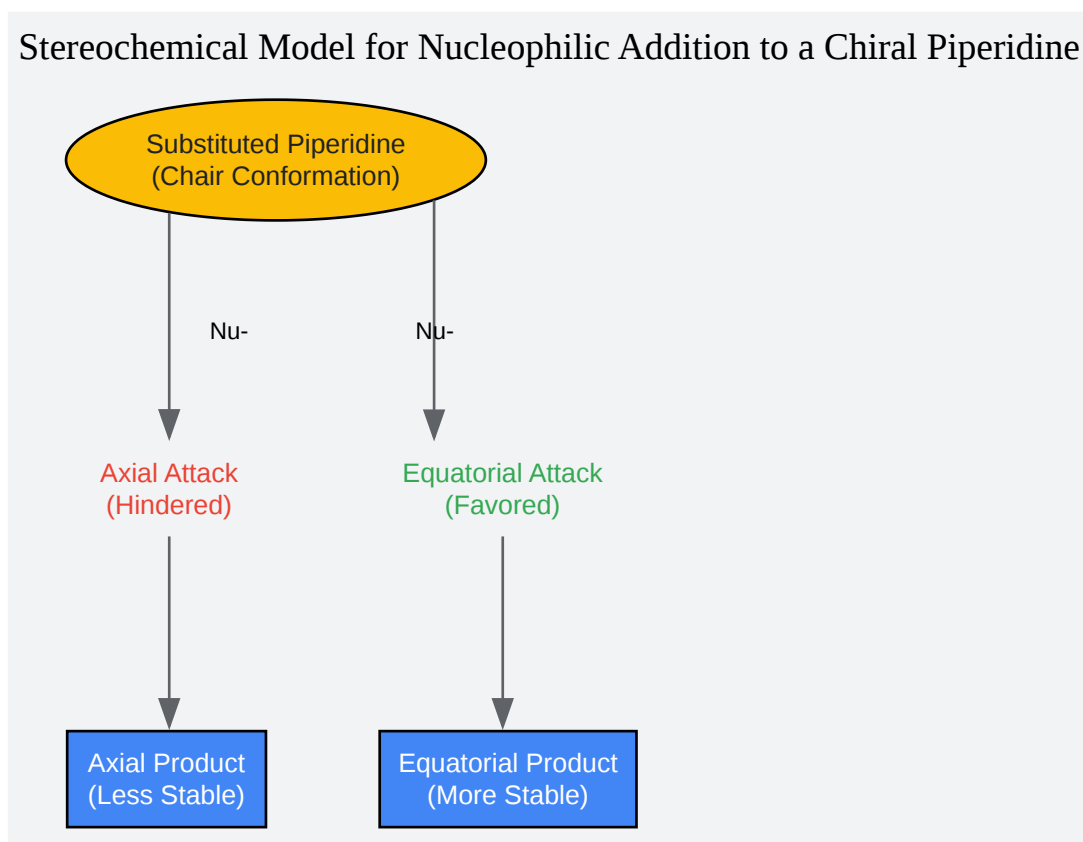 Stereochemical Model for Nucleophilic Addition to a Chiral Piperidine
Substituted Piperidine
(Chair Conformation)
Nu-
Nu-
Axial Attack
(Hindered)
Equatorial Attack
(Favored)
Axial Product
(Less Stable)
Equatorial Product
(More Stable)